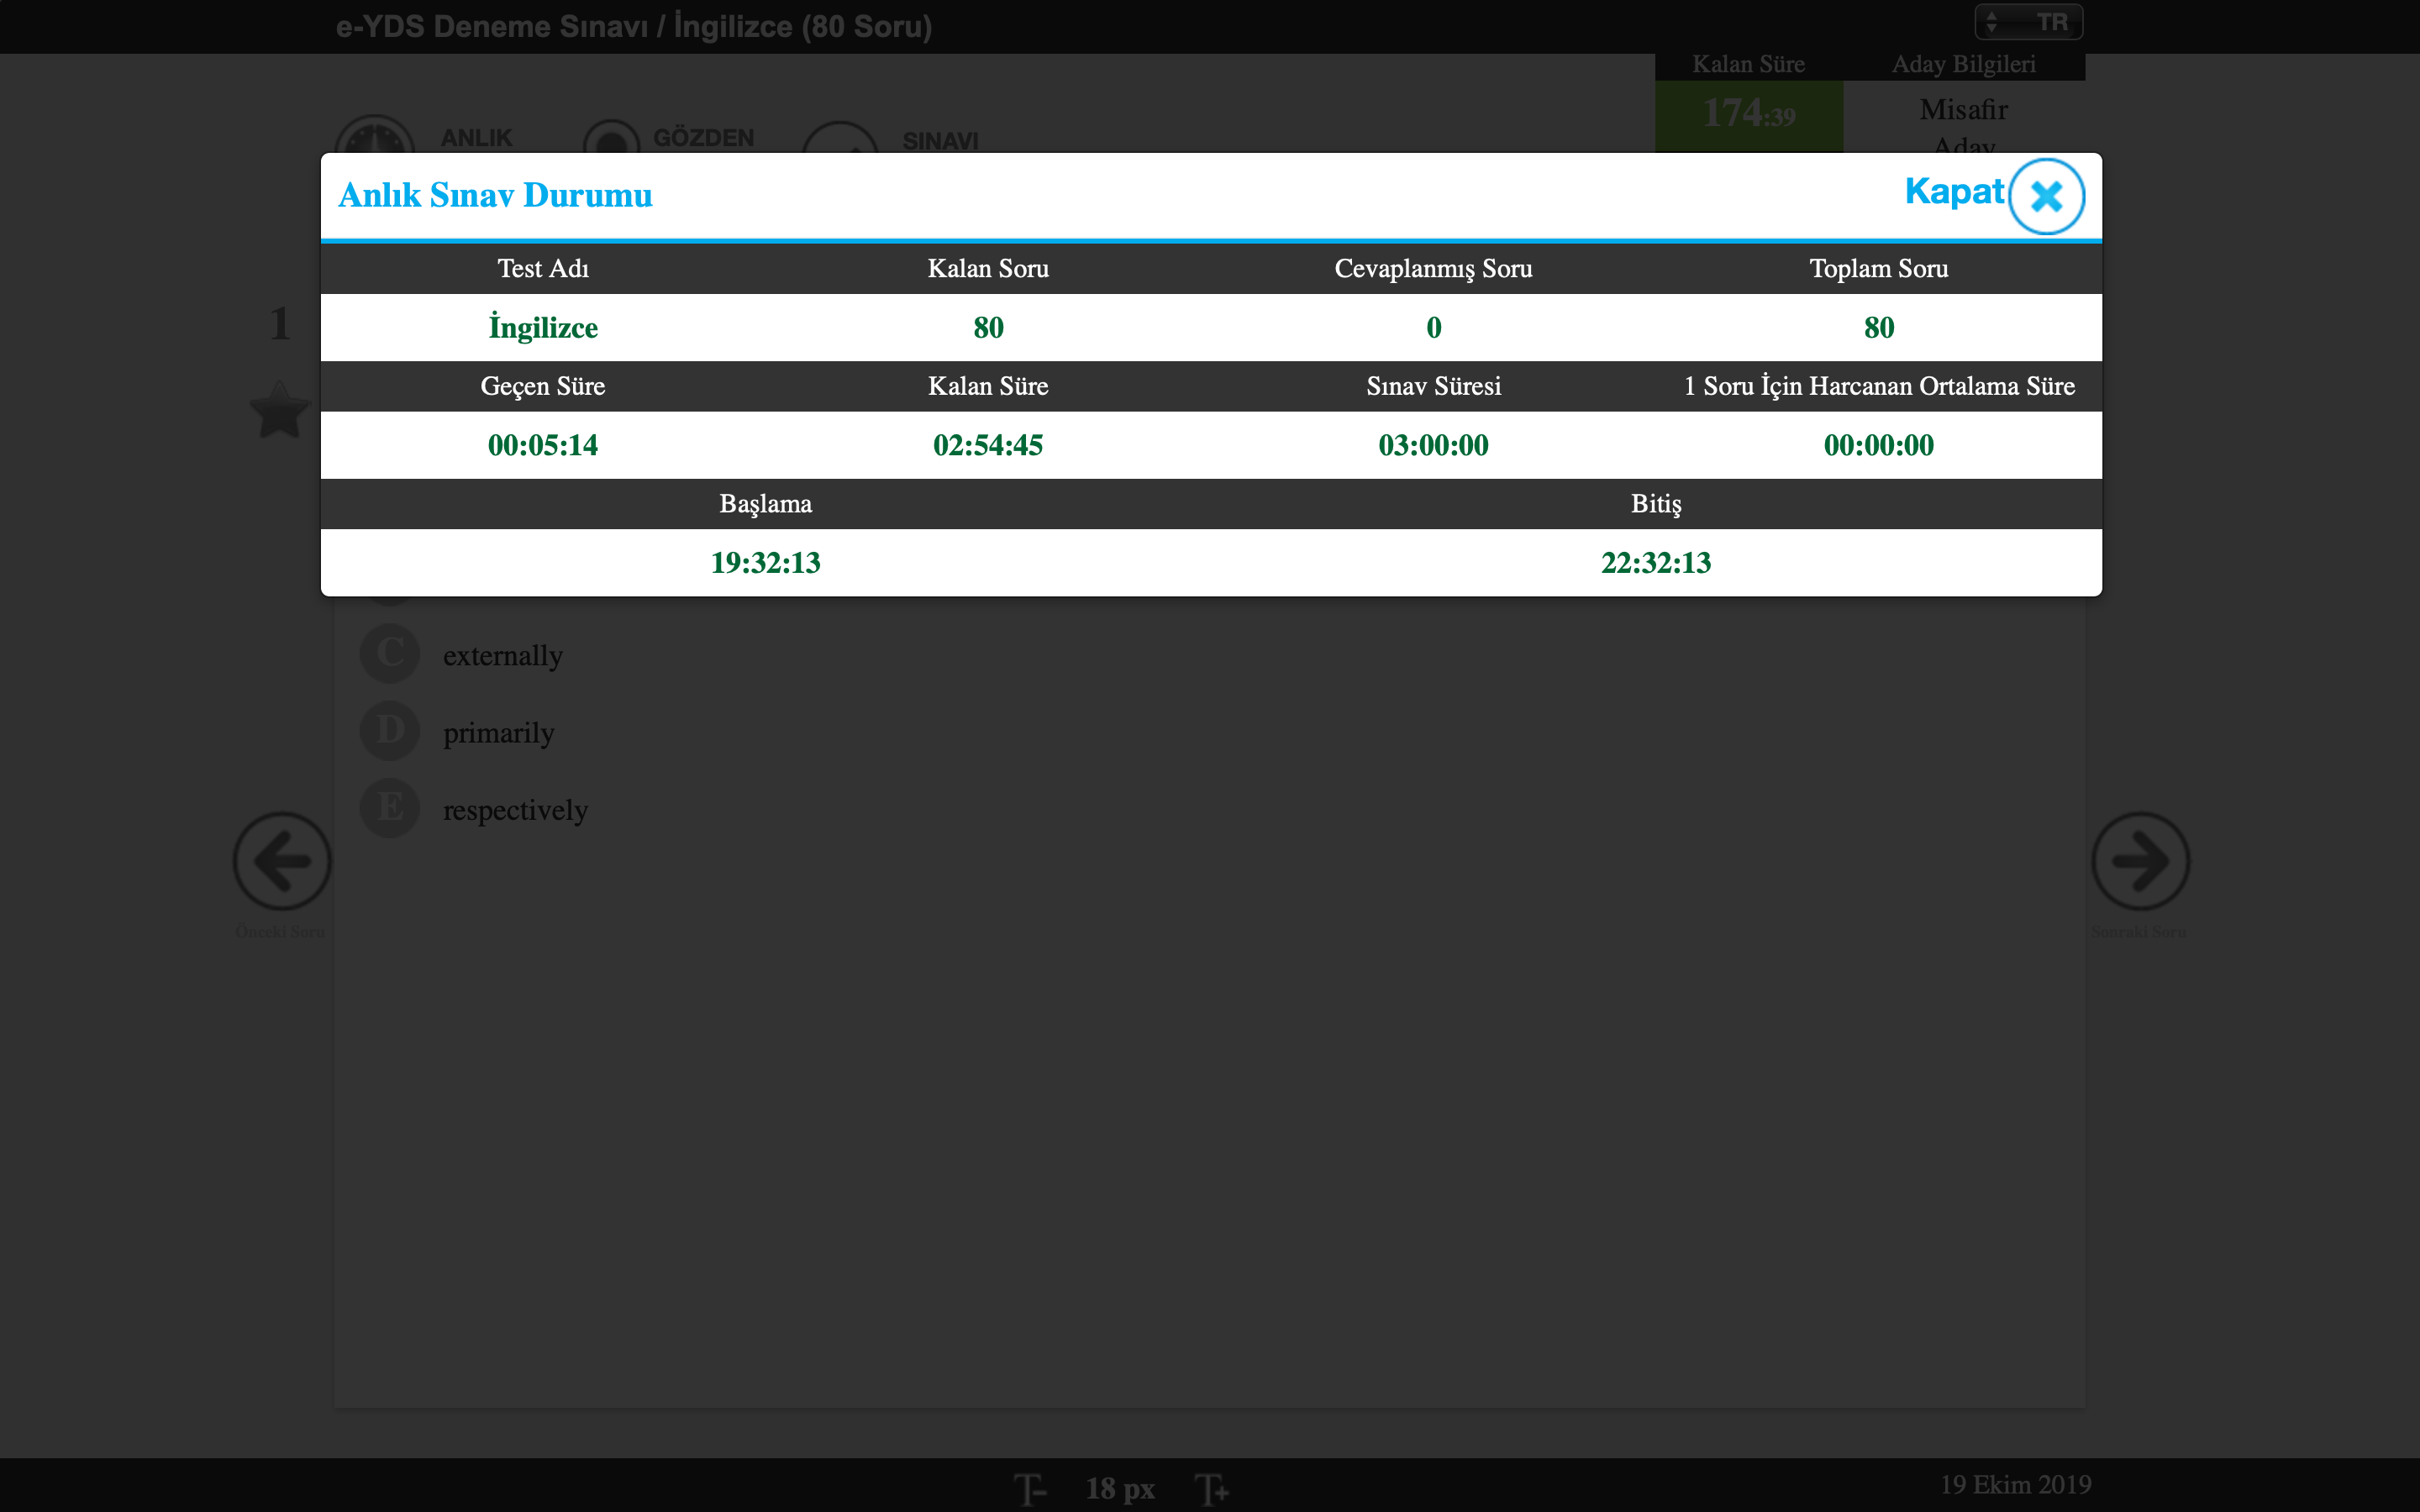 e-YDS Deneme Sınavı / İngilizce (80 Soru)
TR
Kalan Süre Aday Bilgileri
174:39 Misafir
Aday
ANLIK GÖZDEN SINAVI
Anlık Sınav Durumu Kapat
1
Test Adı Kalan Soru Cevaplanmış Soru Toplam Soru
İngilizce 80 0 80
Geçen Süre Kalan Süre Sınav Süresi 1 Soru İçin Harcanan Ortalama Süre
00:05:14 02:54:45 03:00:00 00:00:00
Başlama Bitiş
19:32:13 22:32:13
C externally
D primarily
E respectively
Önceki Soru Sonraki Soru
T- 18 px T+
19 Ekim 2019